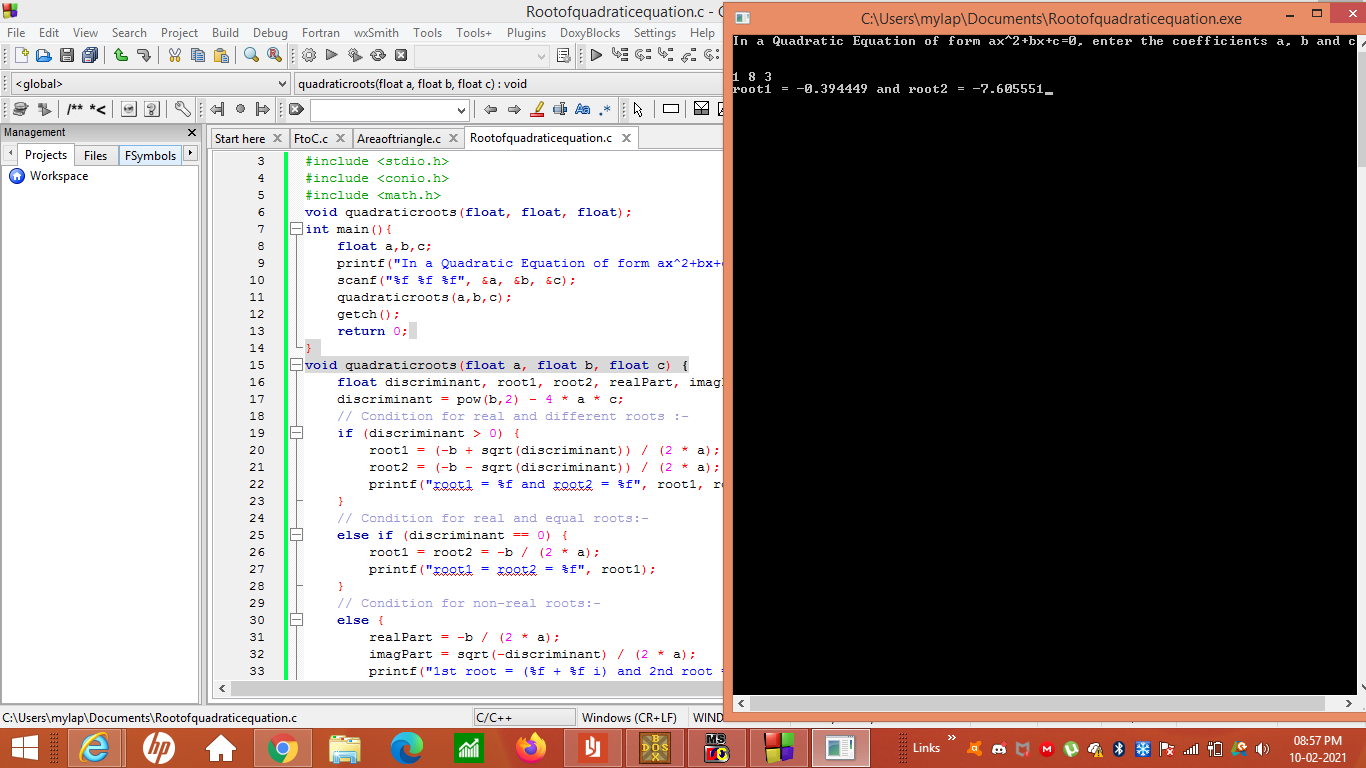 Rootofquadraticequation.c - C
File Edit View Search Project Build Debug Fortran wxSmith Tools Tools+ Plugins DoxyBlocks Settings Help
<global>
quadraticroots(float a, float b, float c) : void
/** *<
Management
Projects Files FSymbols
Workspace
Start here FtoC.c Areaoftriangle.c Rootofquadraticequation.c
3 #include <stdio.h>
4 #include <conio.h>
5 #include <math.h>
6 void quadraticroots(float, float, float);
7 int main(){
8 float a,b,c;
9 printf("In a Quadratic Equation of form ax^2+bx+c
10 scanf("%f %f %f", &a, &b, &c);
11 quadraticroots(a,b,c);
12 getch();
13 return 0;
14 }
15 void quadraticroots(float a, float b, float c) {
16 float discriminant, root1, root2, realPart, imag
17 discriminant = pow(b,2) - 4 * a * c;
18 // Condition for real and different roots :-
19 if (discriminant > 0) {
20 root1 = (-b + sqrt(discriminant)) / (2 * a);
21 root2 = (-b - sqrt(discriminant)) / (2 * a);
22 printf("root1 = %f and root2 = %f", root1, ro
23 }
24 // Condition for real and equal roots:-
25 else if (discriminant == 0) {
26 root1 = root2 = -b / (2 * a);
27 printf("root1 = root2 = %f", root1);
28 }
29 // Condition for non-real roots:-
30 else {
31 realPart = -b / (2 * a);
32 imagPart = sqrt(-discriminant) / (2 * a);
33 printf("1st root = (%f + %f i) and 2nd root =
C:\Users\mylap\Documents\Rootofquadraticequation.exe
In a Quadratic Equation of form ax^2+bx+c=0, enter the coefficients a, b and c
1 8 3
root1 = -0.394449 and root2 = -7.605551_
C:\Users\mylap\Documents\Rootofquadraticequation.c C/C++ Windows (CR+LF) WIND
Links
08:57 PM
10-02-2021